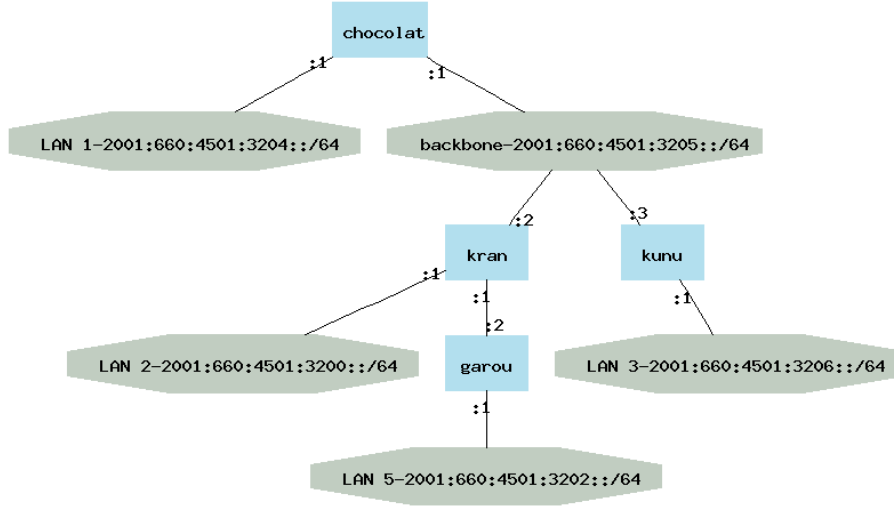 chocolat
:1
:1
LAN 1-2001:660:4501:3204::/64
backbone-2001:660:4501:3205::/64
:2
:3
kran
kunu
:1
:1
:1
:2
LAN 2-2001:660:4501:3200::/64
garou
LAN 3-2001:660:4501:3206::/64
:1
LAN 5-2001:660:4501:3202::/64